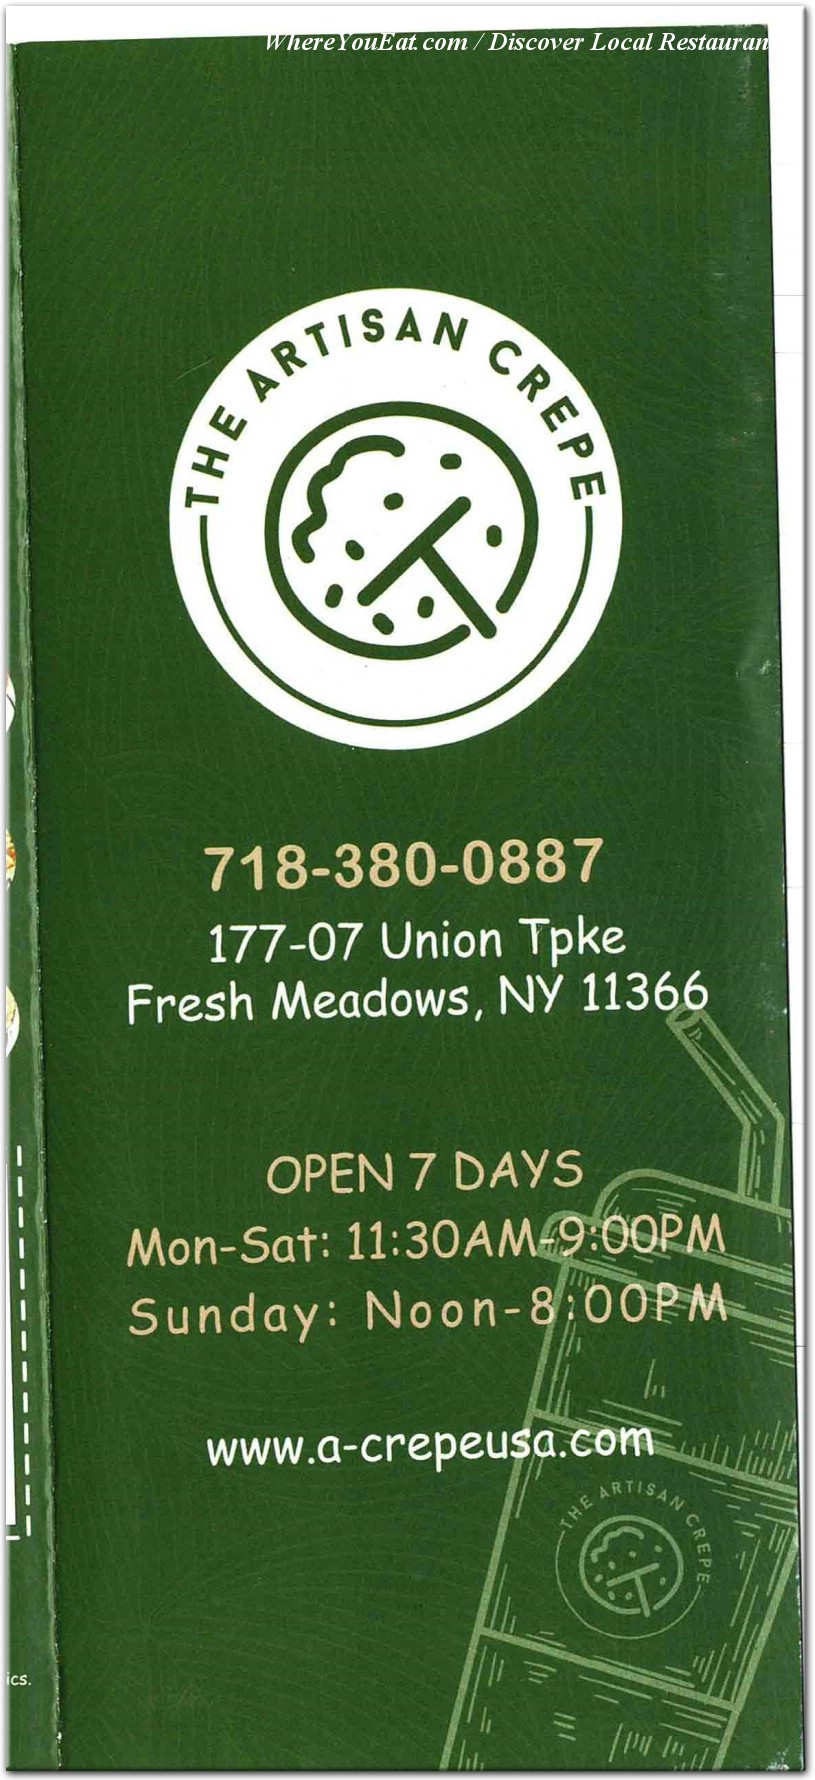 WhereYouEat.com / Discover Local Restauran
THE ARTISAN CREPE
718-380-0887
177-07 Union Tpke
Fresh Meadows, NY 11366
OPEN 7 DAYS
Mon-Sat: 11:30AM-9:00PM
Sunday: Noon-8:00PM
www.a-crepeusa.com
THE ARTISAN CREPE
ics.